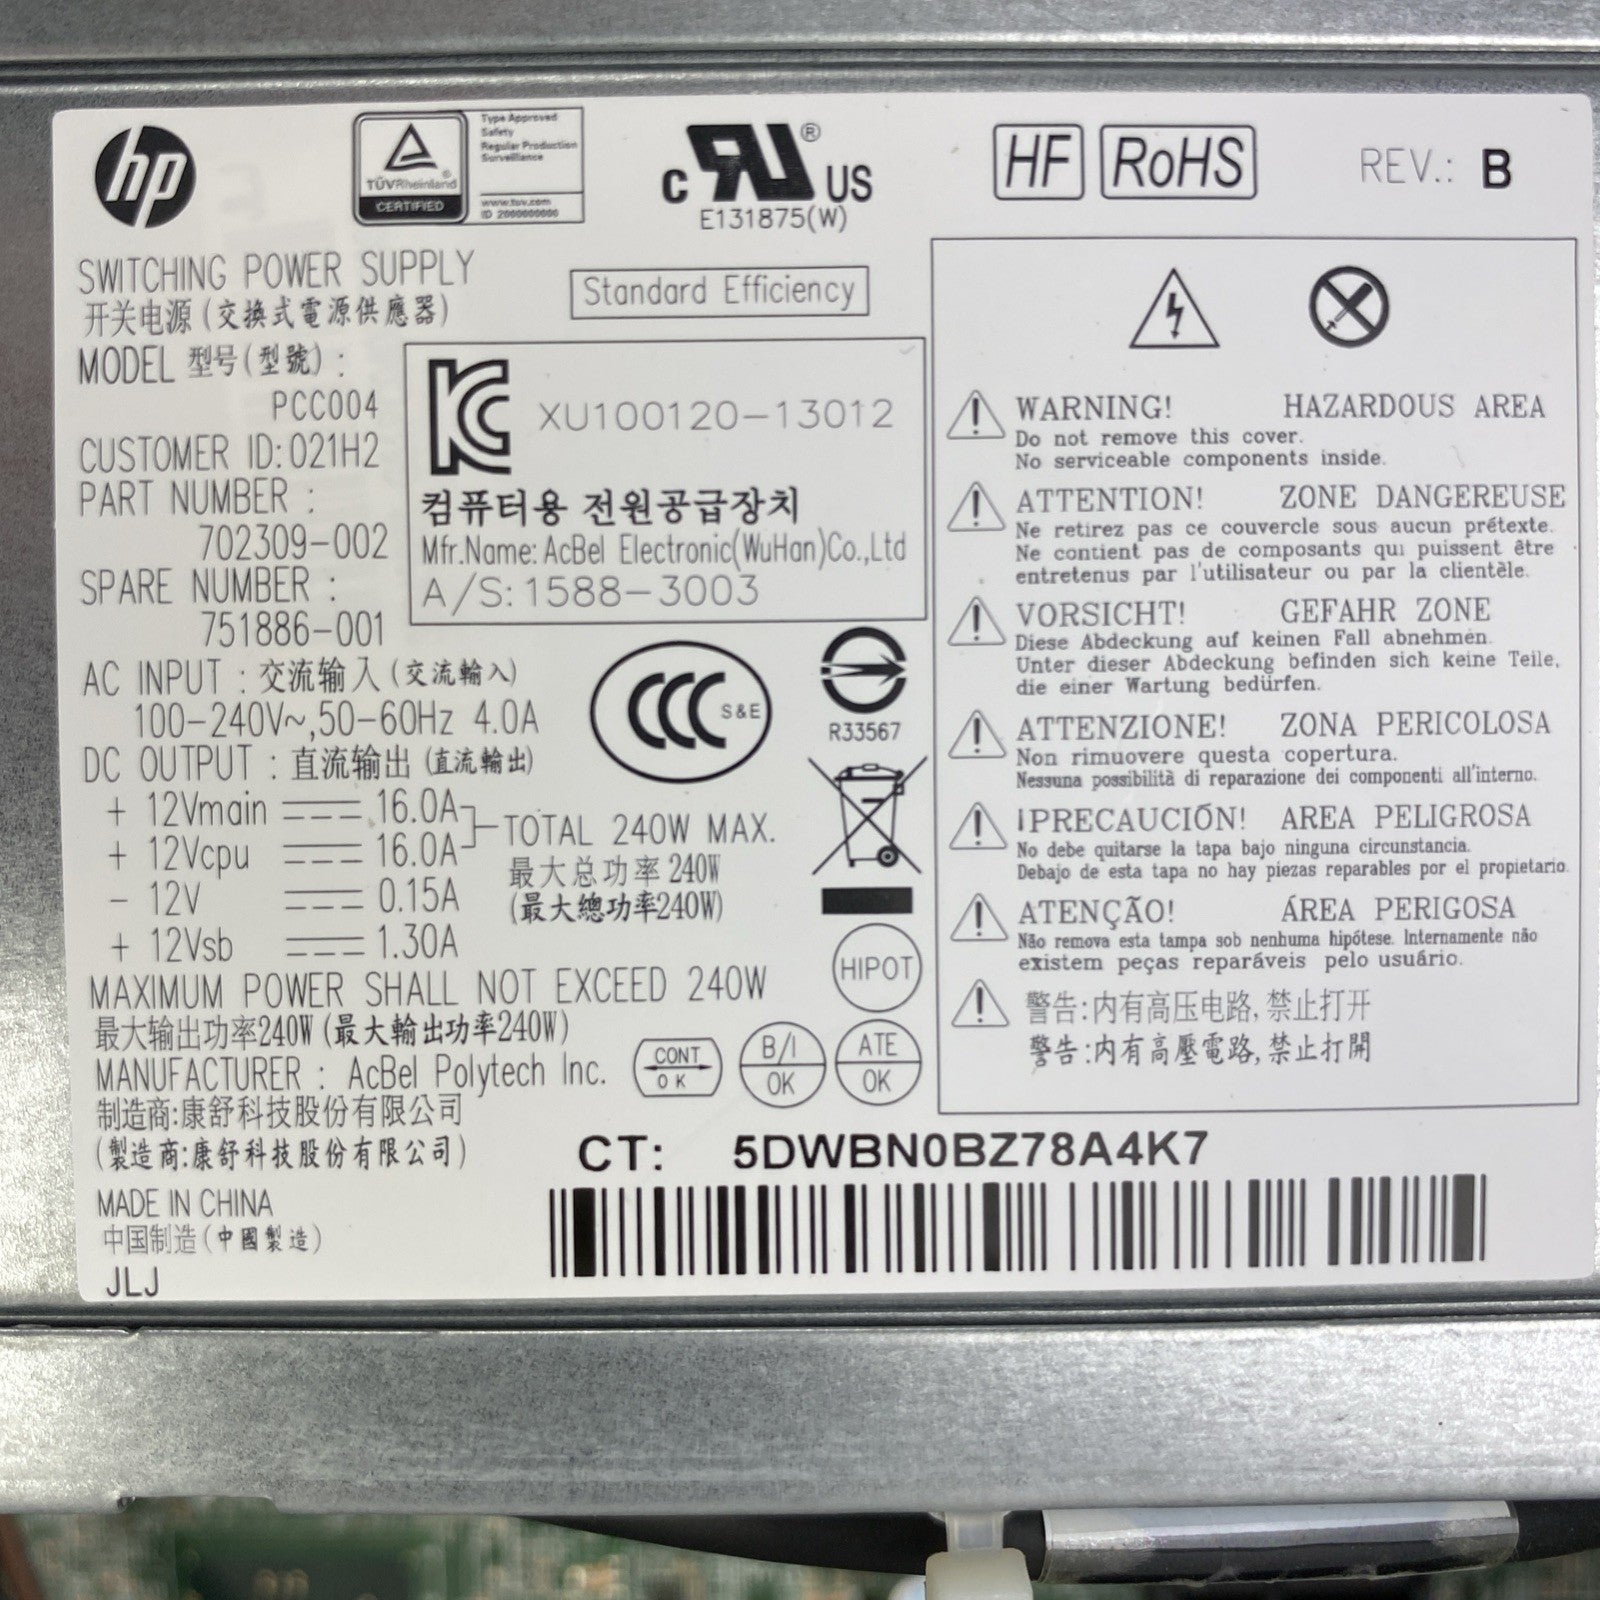 hp
TÜVRheinland®
CERTIFIED
Type Approved
Safety
Regular Production
Surveillance
www.tuv.com
ID 2000000000
c RU® US
E131875(W)
HF RoHS REV.: B
SWITCHING POWER SUPPLY
开关电源(交换式電源供應器)
Standard Efficiency
MODEL 型号(型號) :
PCC004
CUSTOMER ID:021H2
PART NUMBER :
702309-002
SPARE NUMBER :
751886-001
KC XU100120-13012
컴퓨터용 전원공급장치
Mfr.Name: AcBel Electronic(WuHan)Co.,Ltd
A/S:1588-3003
AC INPUT : 交流输入(交流輸入)
100-240V~,50-60Hz 4.0A
DC OUTPUT : 直流输出(直流輸出)
+ 12Vmain 16.0A
+ 12Vcpu 16.0A
TOTAL 240W MAX.
最大总功率240W
(最大總功率240W)
- 12V 0.15A
+ 12Vsb 1.30A
MAXIMUM POWER SHALL NOT EXCEED 240W
最大输出功率240W(最大輸出功率240W)
MANUFACTURER : AcBel Polytech Inc.
制造商:康舒科技股份有限公司
(製造商:康舒科技股份有限公司)
MADE IN CHINA
中国制造(中國製造)
JLJ
CCC S&E
R33567
HIPOT
CONT
OK
B/I
OK
ATE
OK
WARNING! HAZARDOUS AREA
Do not remove this cover.
No serviceable components inside.
ATTENTION! ZONE DANGEREUSE
Ne retirez pas ce couvercle sous aucun prétexte.
Ne contient pas de composants qui puissent être
entretenus par l'utilisateur ou par la clientèle.
VORSICHT! GEFAHR ZONE
Diese Abdeckung auf keinen Fall abnehmen.
Unter dieser Abdeckung befinden sich keine Teile,
die einer Wartung bedürfen.
ATTENZIONE! ZONA PERICOLOSA
Non rimuovere questa copertura.
Nessuna possibilità di reparazione dei componenti all'interno.
¡PRECAUCIÓN! AREA PELIGROSA
No debe quitarse la tapa bajo ninguna circunstancia.
Debajo de esta tapa no hay piezas reparables por el propietario.
ATENÇÃO! ÁREA PERIGOSA
Não remova esta tampa sob nenhuma hipótese. Internamente não
existem peças reparáveis pelo usuário.
警告:内有高压电路,禁止打开
警告:内有高壓電路,禁止打開
CT: 5DWBN0BZ78A4K7